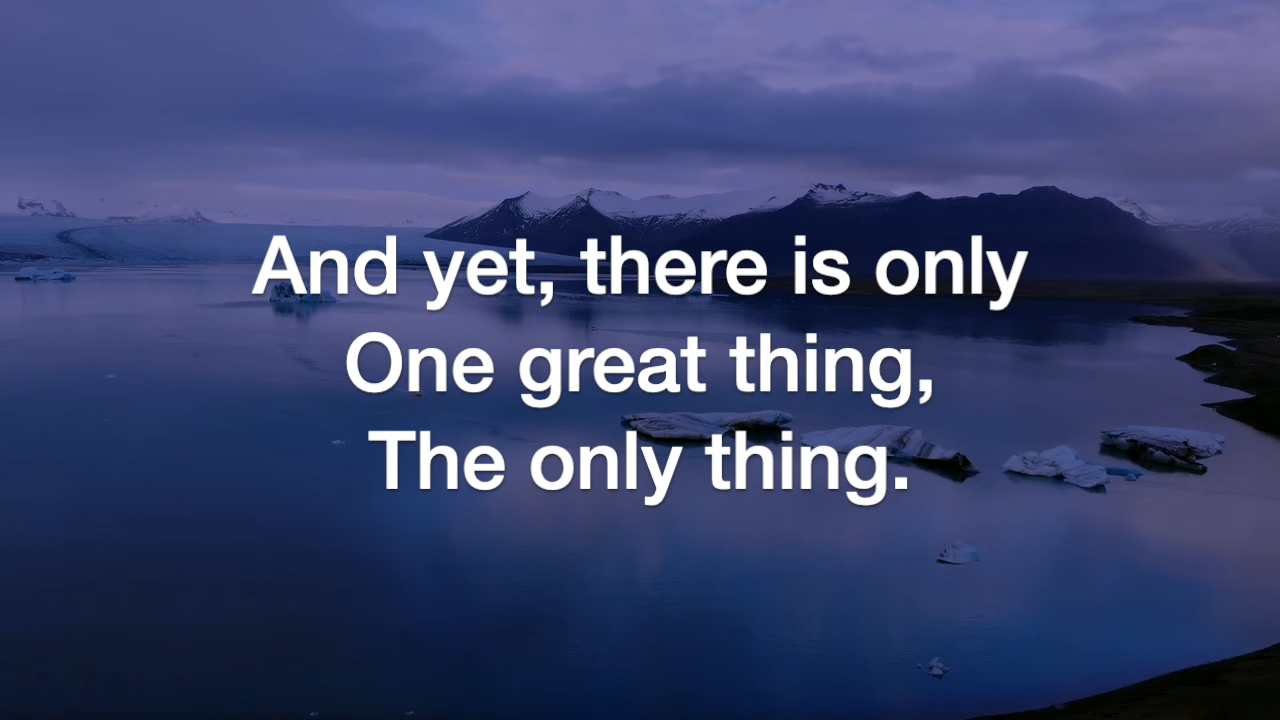 And yet, there is only
One great thing,
The only thing.